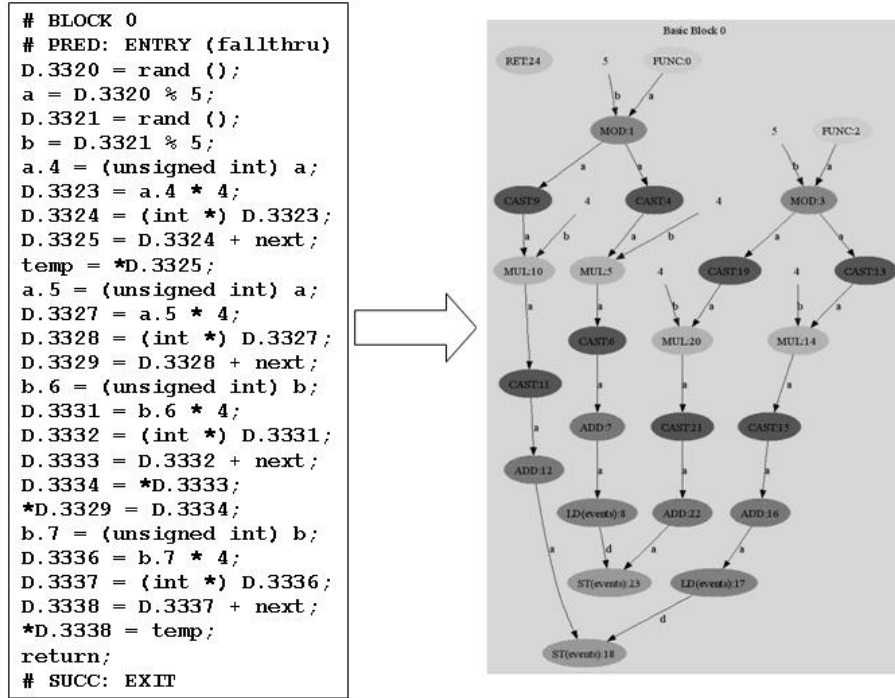 # BLOCK 0
# PRED: ENTRY (fallthru)
D.3320 = rand ();
a = D.3320 % 5;
D.3321 = rand ();
b = D.3321 % 5;
a.4 = (unsigned int) a;
D.3323 = a.4 * 4;
D.3324 = (int *) D.3323;
D.3325 = D.3324 + next;
temp = *D.3325;
a.5 = (unsigned int) a;
D.3327 = a.5 * 4;
D.3328 = (int *) D.3327;
D.3329 = D.3328 + next;
b.6 = (unsigned int) b;
D.3331 = b.6 * 4;
D.3332 = (int *) D.3331;
D.3333 = D.3332 + next;
D.3334 = *D.3333;
*D.3329 = D.3334;
b.7 = (unsigned int) b;
D.3336 = b.7 * 4;
D.3337 = (int *) D.3336;
D.3338 = D.3337 + next;
*D.3338 = temp;
return;
# SUCC: EXIT
Basic Block 0
RET:24 5 FUNC:0
b a
MOD:1 5 FUNC:2
a a b a
CAST:9 4 CAST:4 4 MOD:3
a b a b a a
MUL:10 MUL:5 4 CAST:19 4 CAST:13
a a b a b a
CAST:6 MUL:20 MUL:14
CAST:11 a a a
a ADD:7 CAST:21 CAST:15
ADD:12 a a a
LD(events):8 ADD:22 ADD:16
a d a a
ST(events):23 LD(events):17
d
ST(events):18